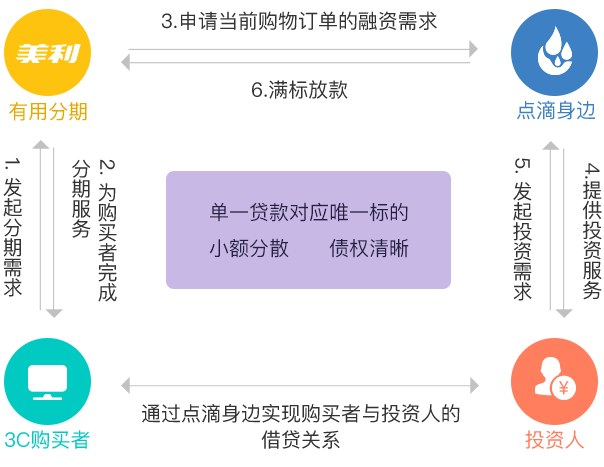 3.申请当前购物订单的融资需求
美利
有用分期
点滴身边
6.满标放款
1. 发起分期需求
2. 为购买者完成
分期服务
单一贷款对应唯一标的
小额分散 债权清晰
5. 发起投资需求
4.提供投资服务
¥
3C购买者
通过点滴身边实现购买者与投资人的
借贷关系
投资人